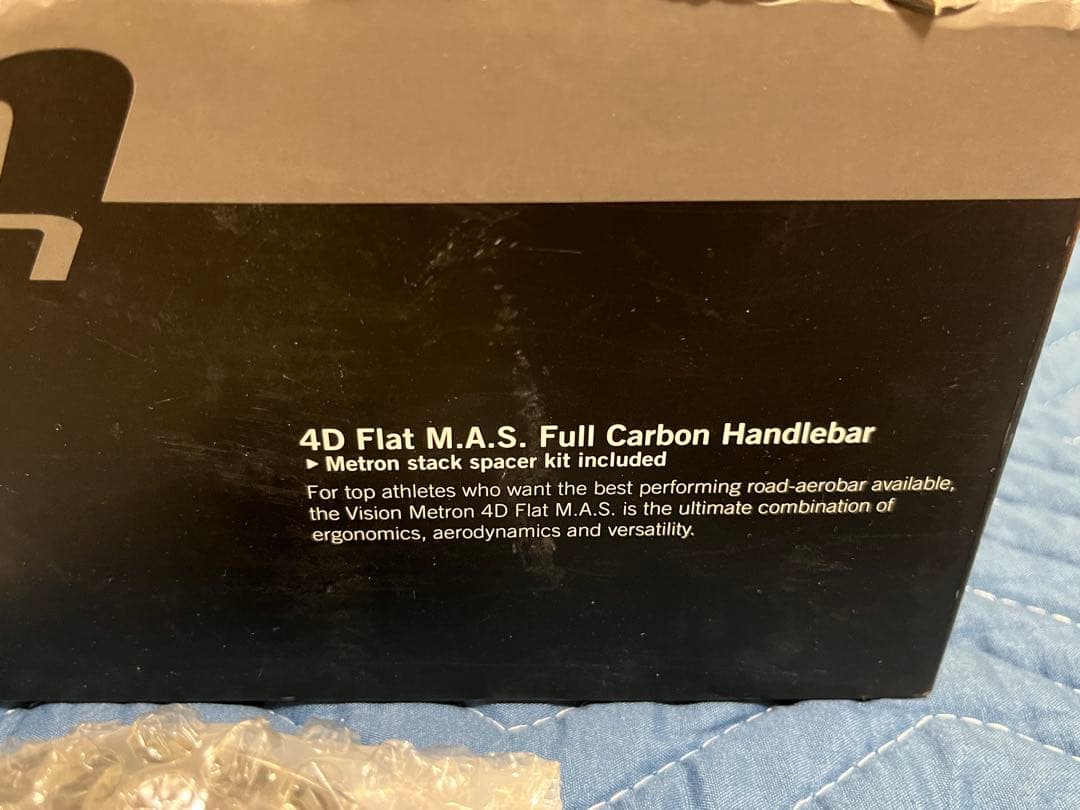 4D Flat M.A.S. Full Carbon Handlebar
▸ Metron stack spacer kit included
For top athletes who want the best performing road-aerobar available,
the Vision Metron 4D Flat M.A.S. is the ultimate combination of
ergonomics, aerodynamics and versatility.